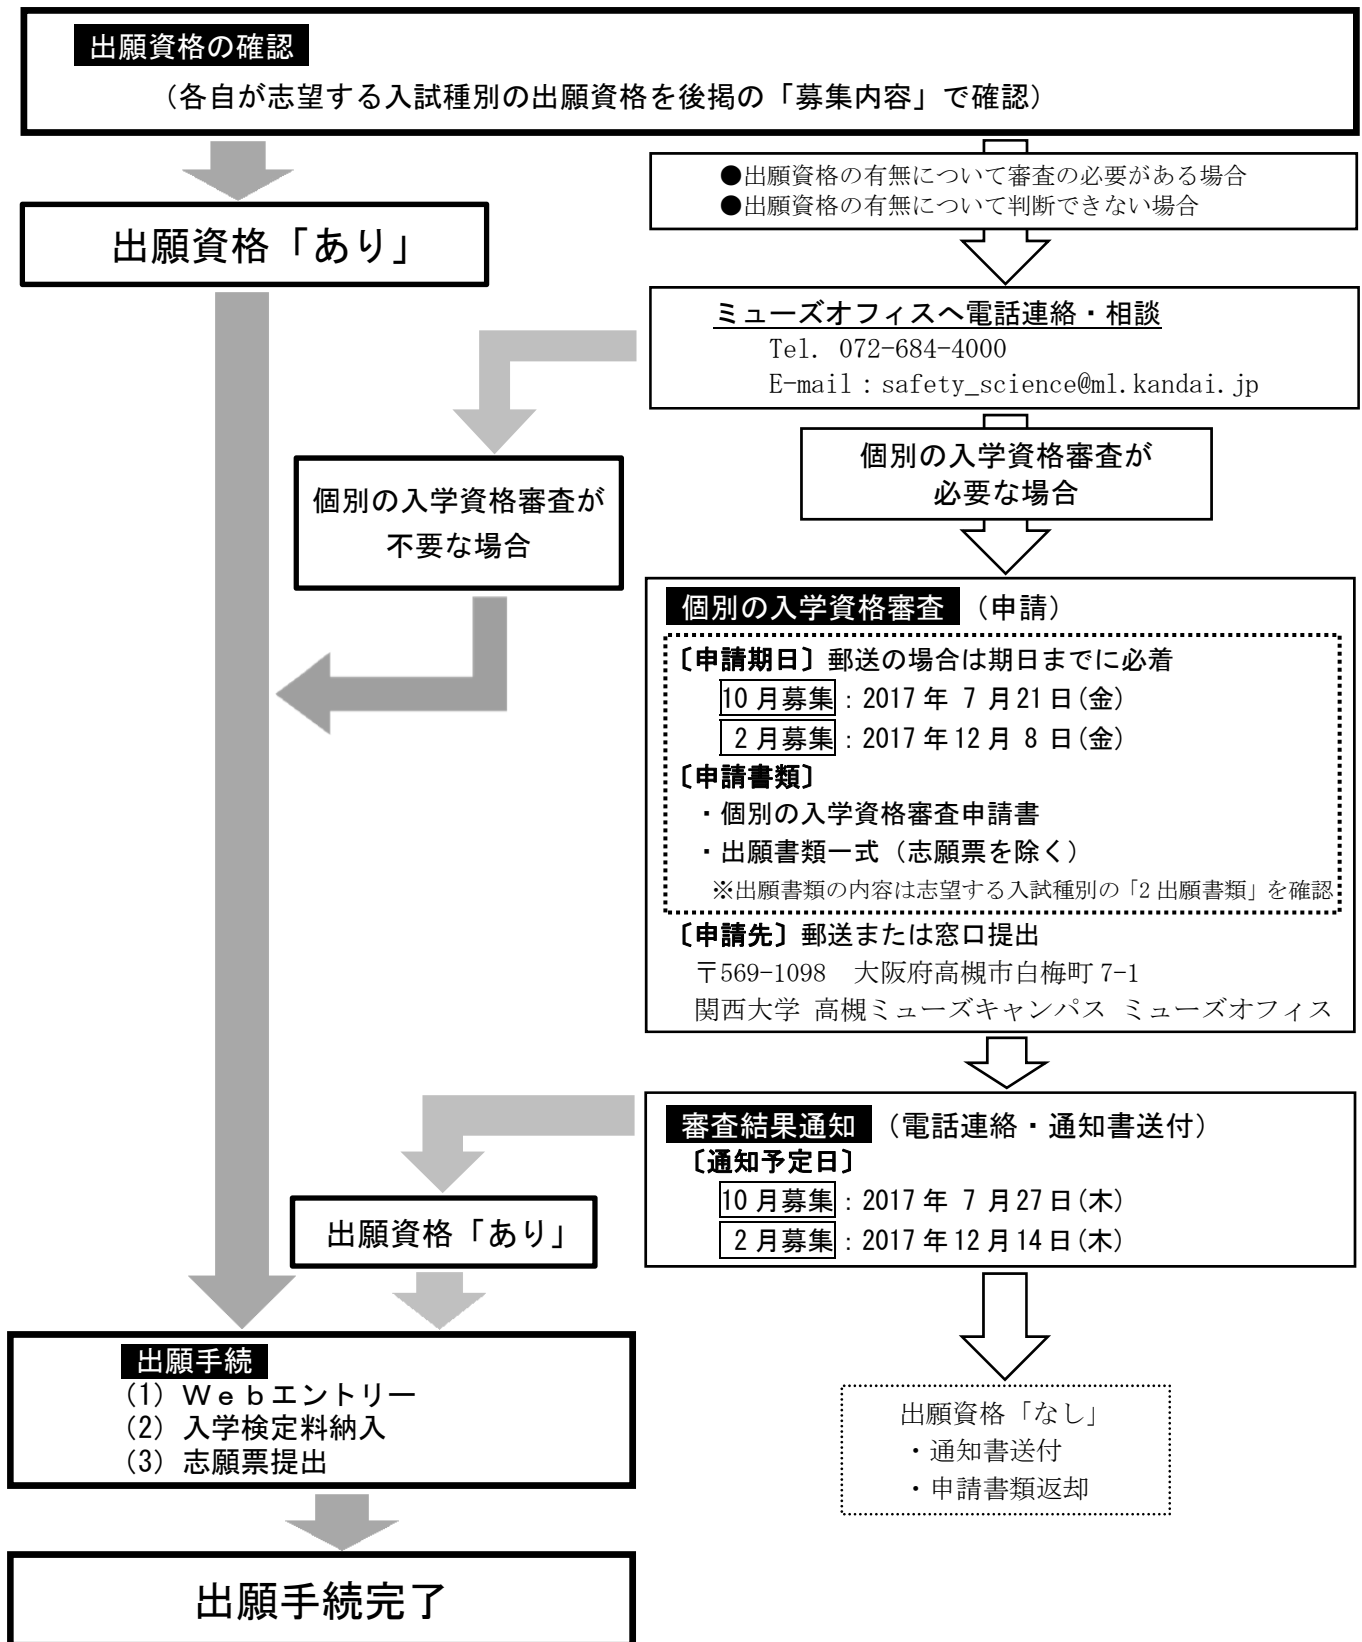 出願資格の確認
（各自が志望する入試種別の出願資格を後掲の「募集内容」で確認）
●出願資格の有無について審査の必要がある場合
●出願資格の有無について判断できない場合
出願資格「あり」
ミューズオフィスへ電話連絡・相談
Tel. 072-684-4000
E-mail：safety_science@ml.kandai.jp
個別の入学資格審査が
必要な場合
個別の入学資格審査が
不要な場合
個別の入学資格審査（申請）
〔申請期日〕郵送の場合は期日までに必着
10月募集：2017年 7月21日(金)
2月募集：2017年12月 8日(金)
〔申請書類〕
・個別の入学資格審査申請書
・出願書類一式（志願票を除く）
※出願書類の内容は志望する入試種別の「2出願書類」を確認
〔申請先〕郵送または窓口提出
〒569-1098　大阪府高槻市白梅町7-1
関西大学 高槻ミューズキャンパス ミューズオフィス
審査結果通知（電話連絡・通知書送付）
〔通知予定日〕
10月募集：2017年 7月27日(木)
2月募集：2017年12月14日(木)
出願資格「あり」
出願手続
(1) Ｗｅｂエントリー
(2) 入学検定料納入
(3) 志願票提出
出願資格「なし」
・通知書送付
・申請書類返却
出願手続完了